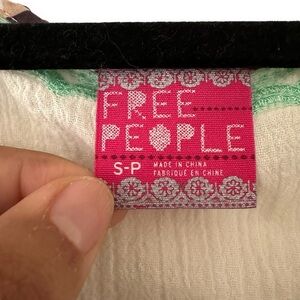 FREE
PEOPLE
S-P MADE IN CHINA
FABRIQUÉ EN CHINE